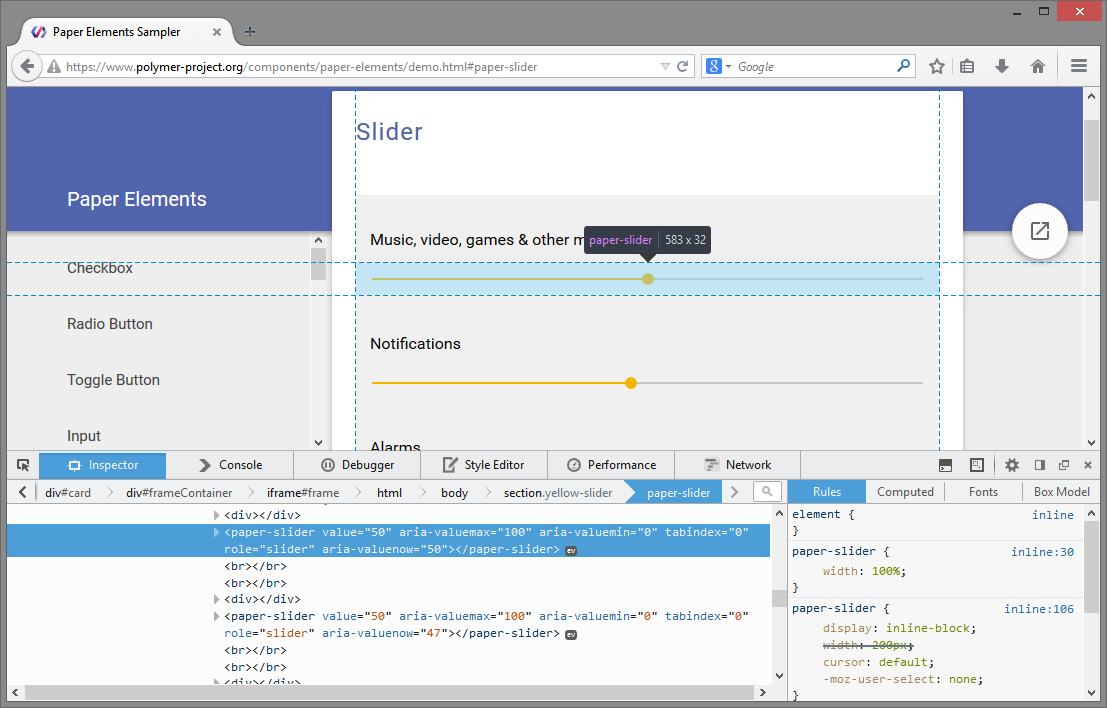 Paper Elements Sampler
https://www.polymer-project.org/components/paper-elements/demo.html#paper-slider
Google
Slider
Paper Elements
Music, video, games & other m
paper-slider 583 x 32
Checkbox
Radio Button
Notifications
Toggle Button
Input
Alarms
Inspector Console Debugger Style Editor Performance Network
div#card div#frameContainer iframe#frame html body section.yellow-slider paper-slider
Rules Computed Fonts Box Model
<div></div>
<paper-slider value="50" aria-valuemax="100" aria-valuemin="0" tabindex="0"
role="slider" aria-valuenow="50"></paper-slider> ev
<br></br>
<br></br>
<div></div>
<paper-slider value="50" aria-valuemax="100" aria-valuemin="0" tabindex="0"
role="slider" aria-valuenow="47"></paper-slider> ev
<br></br>
<br></br>
<div></div>
element { inline
}
paper-slider { inline:30
width: 100%;
}
paper-slider { inline:106
display: inline-block;
width: 200px;
cursor: default;
-moz-user-select: none;
}